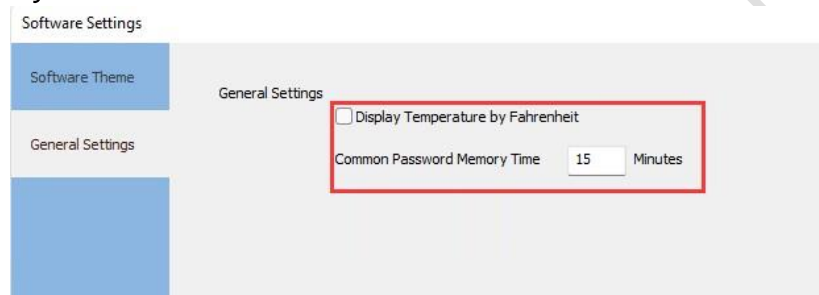 Software Settings
Software Theme
General Settings
General Settings
Display Temperature by Fahrenheit
Common Password Memory Time 15 Minutes